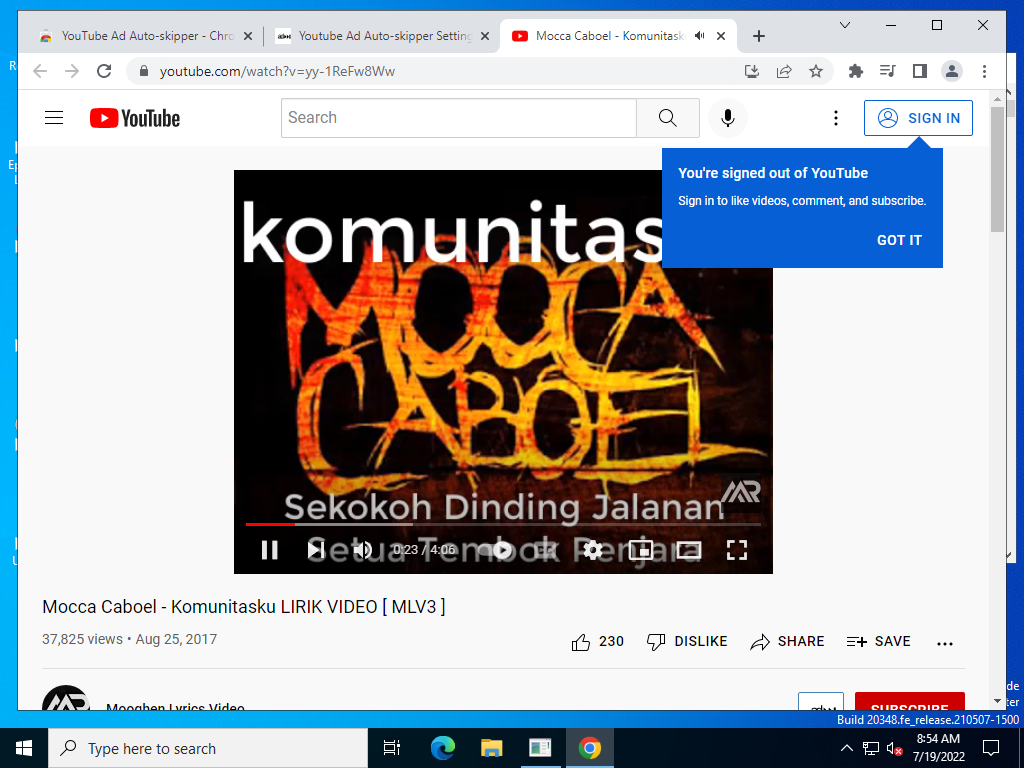 YouTube Ad Auto-skipper - Chro
Youtube Ad Auto-skipper Setting
Mocca Caboel - Komunitask
youtube.com/watch?v=yy-1ReFw8Ww
YouTube
Search
SIGN IN
You're signed out of YouTube
Sign in to like videos, comment, and subscribe.
GOT IT
komunitas
MOCCA
CABOEL
MR
Sekokoh Dinding Jalanan
Setua Tembok Penjara
0:23 / 4:06
Mocca Caboel - Komunitasku LIRIK VIDEO [ MLV3 ]
37,825 views • Aug 25, 2017
230
DISLIKE
SHARE
SAVE
Mooghen Lyrics Video
SUBSCRIBE
Build 20348.fe_release.210507-1500
Type here to search
8:54 AM
7/19/2022